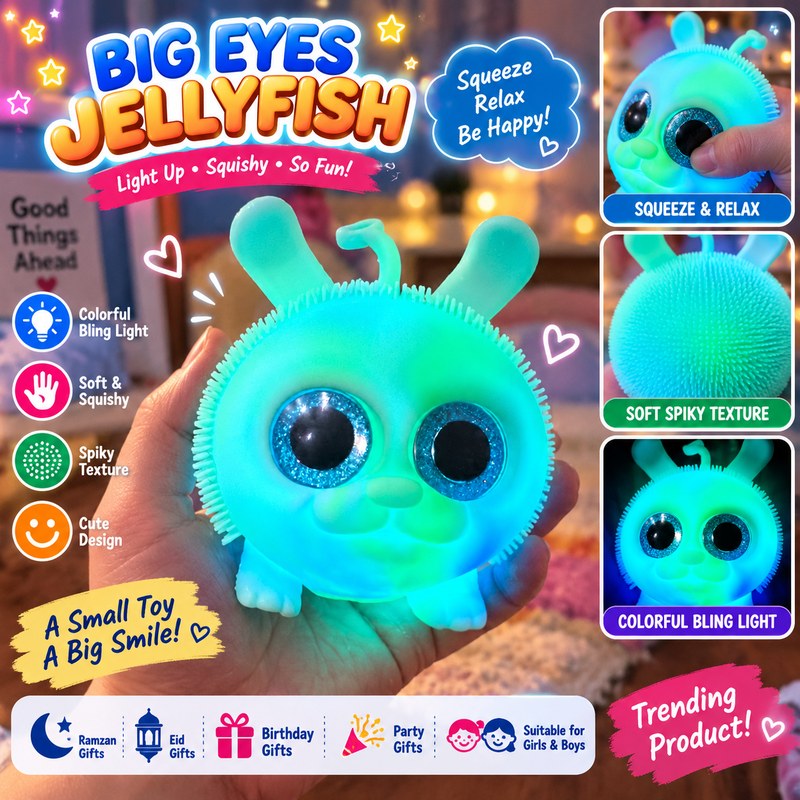 BIG EYES
JELLYFISH
Light Up • Squishy • So Fun!
Squeeze
Relax
Be Happy!
Good
Things
Ahead
Colorful
Bling Light
Soft &
Squishy
Spiky
Texture
Cute
Design
A Small Toy
A Big Smile!
SQUEEZE & RELAX
SOFT SPIKY TEXTURE
COLORFUL BLING LIGHT
Ramzan
Gifts
Eid
Gifts
Birthday
Gifts
Party
Gifts
Suitable for
Girls & Boys
Trending
Product!